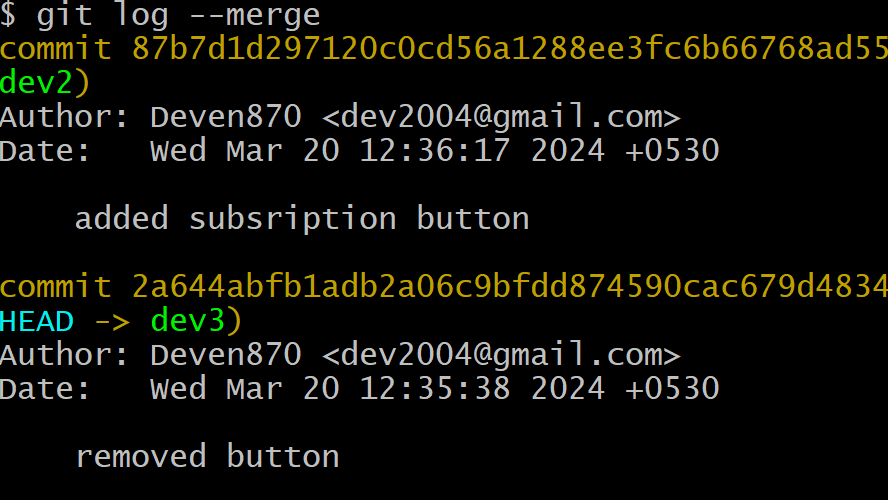 $ git log --merge
commit 87b7d1d297120c0cd56a1288ee3fc6b66768ad55
dev2)
Author: Deven870 <dev2004@gmail.com>
Date:   Wed Mar 20 12:36:17 2024 +0530
added subsription button
commit 2a644abfb1adb2a06c9bfdd874590cac679d4834
HEAD -> dev3)
Author: Deven870 <dev2004@gmail.com>
Date:   Wed Mar 20 12:35:38 2024 +0530
removed button